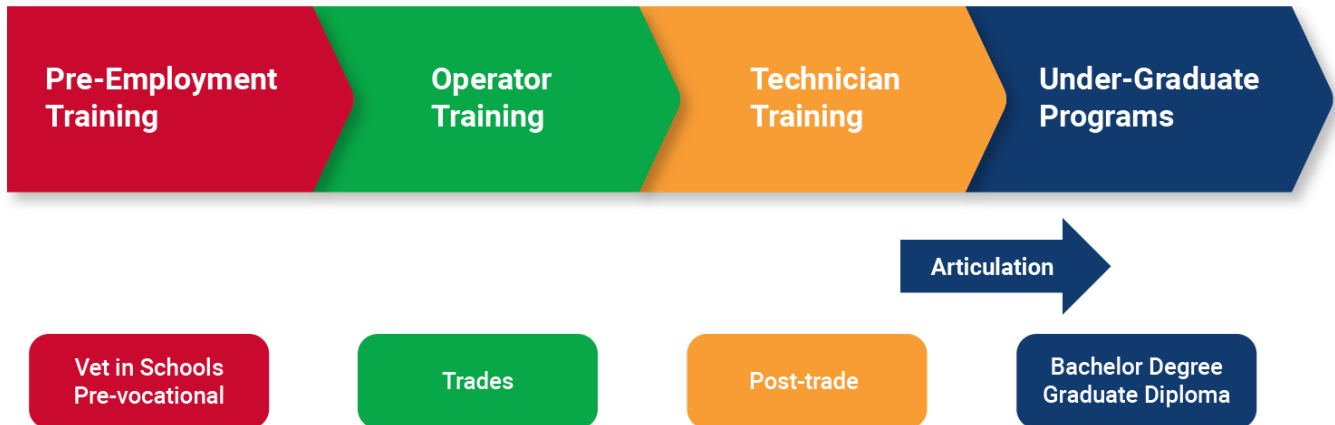 Pre-Employment
Training
Operator
Training
Technician
Training
Under-Graduate
Programs
Articulation
Vet in Schools
Pre-vocational
Trades
Post-trade
Bachelor Degree
Graduate Diploma